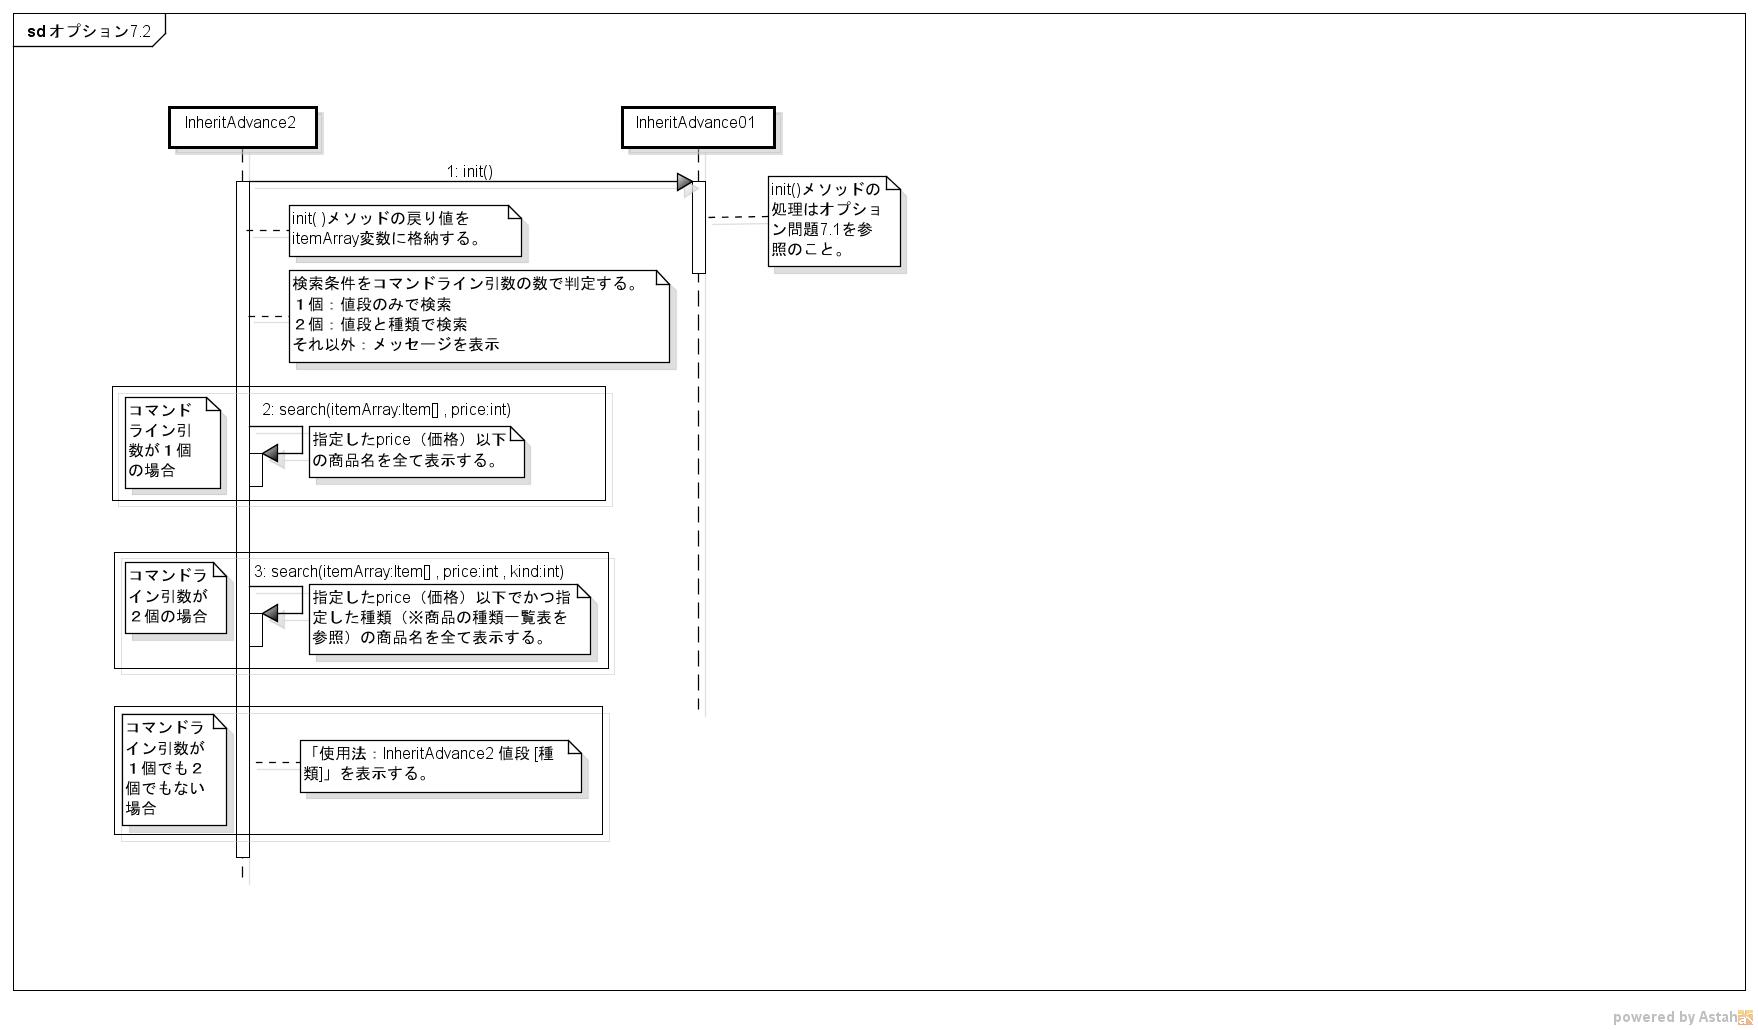 sd オプション7.2
InheritAdvance2
InheritAdvance01
1: init()
init()メソッドの
処理はオプショ
ン問題7.1を参
照のこと。
init( )メソッドの戻り値を
itemArray変数に格納する。
検索条件をコマンドライン引数の数で判定する。
１個：値段のみで検索
２個：値段と種類で検索
それ以外：メッセージを表示
コマンド
ライン引
数が１個
の場合
2: search(itemArray:Item[] , price:int)
指定したprice（価格）以下
の商品名を全て表示する。
コマンドラ
イン引数が
２個の場合
3: search(itemArray:Item[] , price:int , kind:int)
指定したprice（価格）以下でかつ指
定した種類（※商品の種類一覧表を
参照）の商品名を全て表示する。
コマンドラ
イン引数が
１個でも２
個でもない
場合
「使用法：InheritAdvance2 値段 [種
類]」を表示する。
powered by Astah